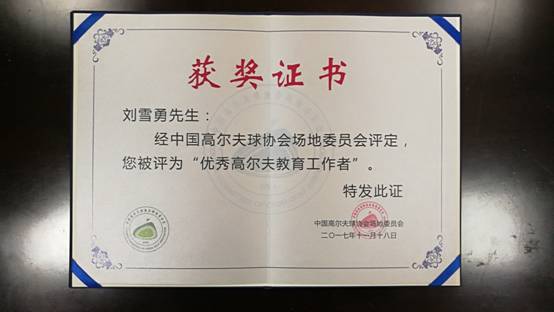 获奖证书
刘雪勇先生：
经中国高尔夫球协会场地委员会评定，
您被评为“优秀高尔夫教育工作者”。
特发此证
中国高尔夫球协会场地委员会
二〇一七年十一月十八日